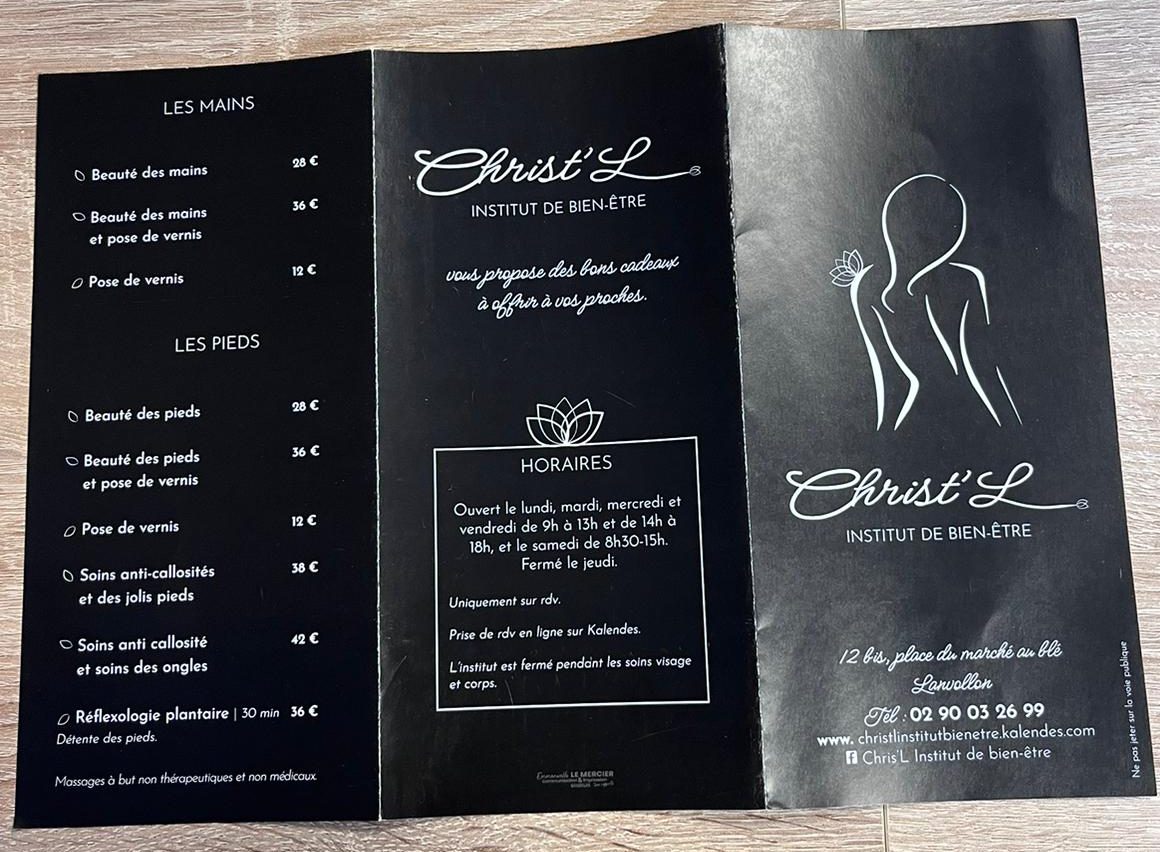 LES MAINS
Beauté des mains 28 €
Beauté des mains 36 €
et pose de vernis
Pose de vernis 12 €
LES PIEDS
Beauté des pieds 28 €
Beauté des pieds 36 €
et pose de vernis
Pose de vernis 12 €
Soins anti-callosités 38 €
et des jolis pieds
Soins anti callosité 42 €
et soins des ongles
Réflexologie plantaire | 30 min 36 €
Détente des pieds.
Massages à but non thérapeutiques et non médicaux.
Christ'L
INSTITUT DE BIEN-ÊTRE
vous propose des bons cadeaux
à offrir à vos proches.
HORAIRES
Ouvert le lundi, mardi, mercredi et
vendredi de 9h à 13h et de 14h à
18h, et le samedi de 8h30-15h.
Fermé le jeudi.
Uniquement sur rdv.
Prise de rdv en ligne sur Kalendes.
L'institut est fermé pendant les soins visage
et corps.
Emmanuelle LE MERCIER
Christ'L
INSTITUT DE BIEN-ÊTRE
12 bis, place du marché au blé
Lanvollon
Tél : 02 90 03 26 99
www. christlinstitutbienetre.kalendes.com
Chris'L Institut de bien-être
Ne pas jeter sur la voie publique